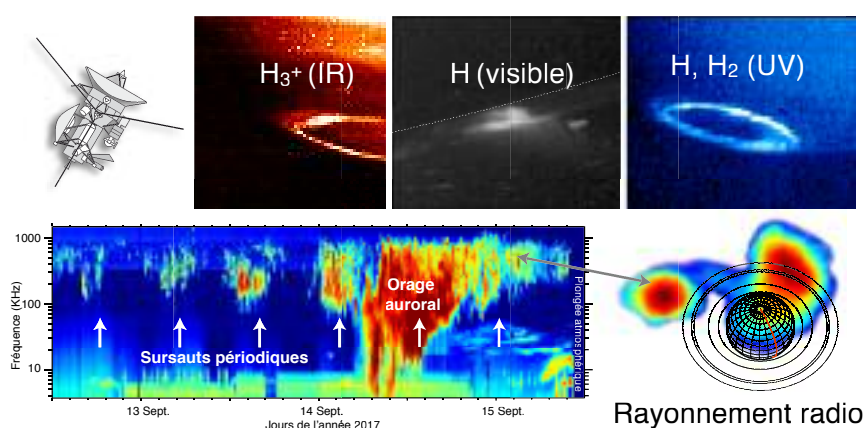 H₃⁺ (IR)
H (visible)
H, H₂ (UV)
Fréquence (KHz)
1000
100
10
Orage
auroral
Sursauts périodiques
Plongée atmosphérique
13 Sept.
14 Sept.
15 Sept.
Jours de l'année 2017
Rayonnement radio